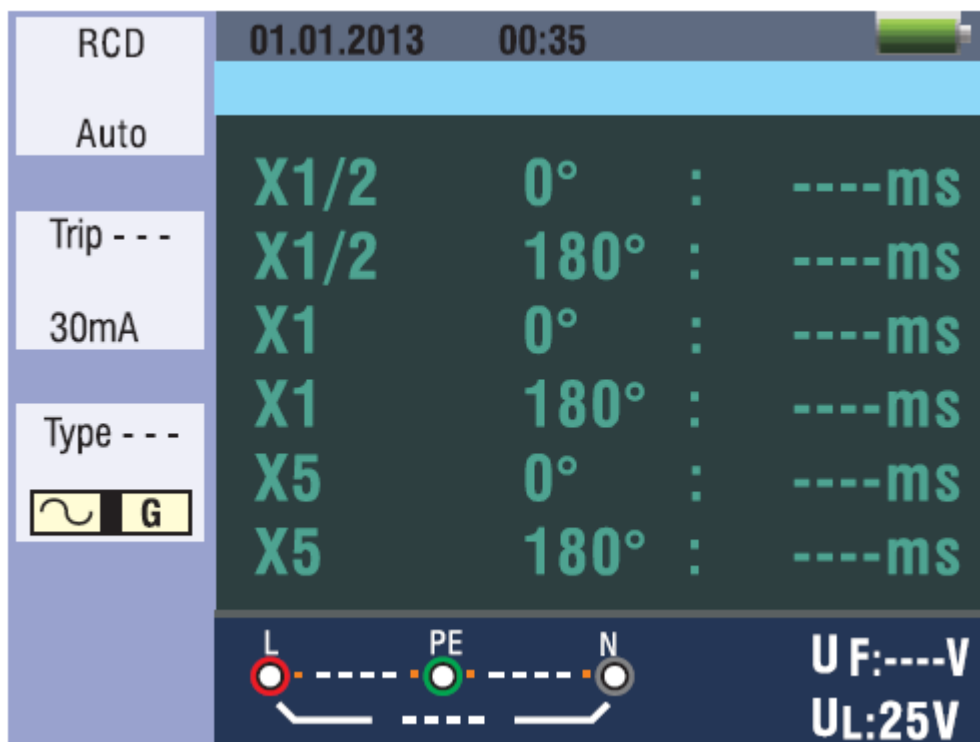 RCD
Auto
Trip - - -
30mA
Type - - -
G
01.01.2013 00:35
X1/2 0° : ----ms
X1/2 180° : ----ms
X1 0° : ----ms
X1 180° : ----ms
X5 0° : ----ms
X5 180° : ----ms
L PE N
----
U F:----V
UL:25V